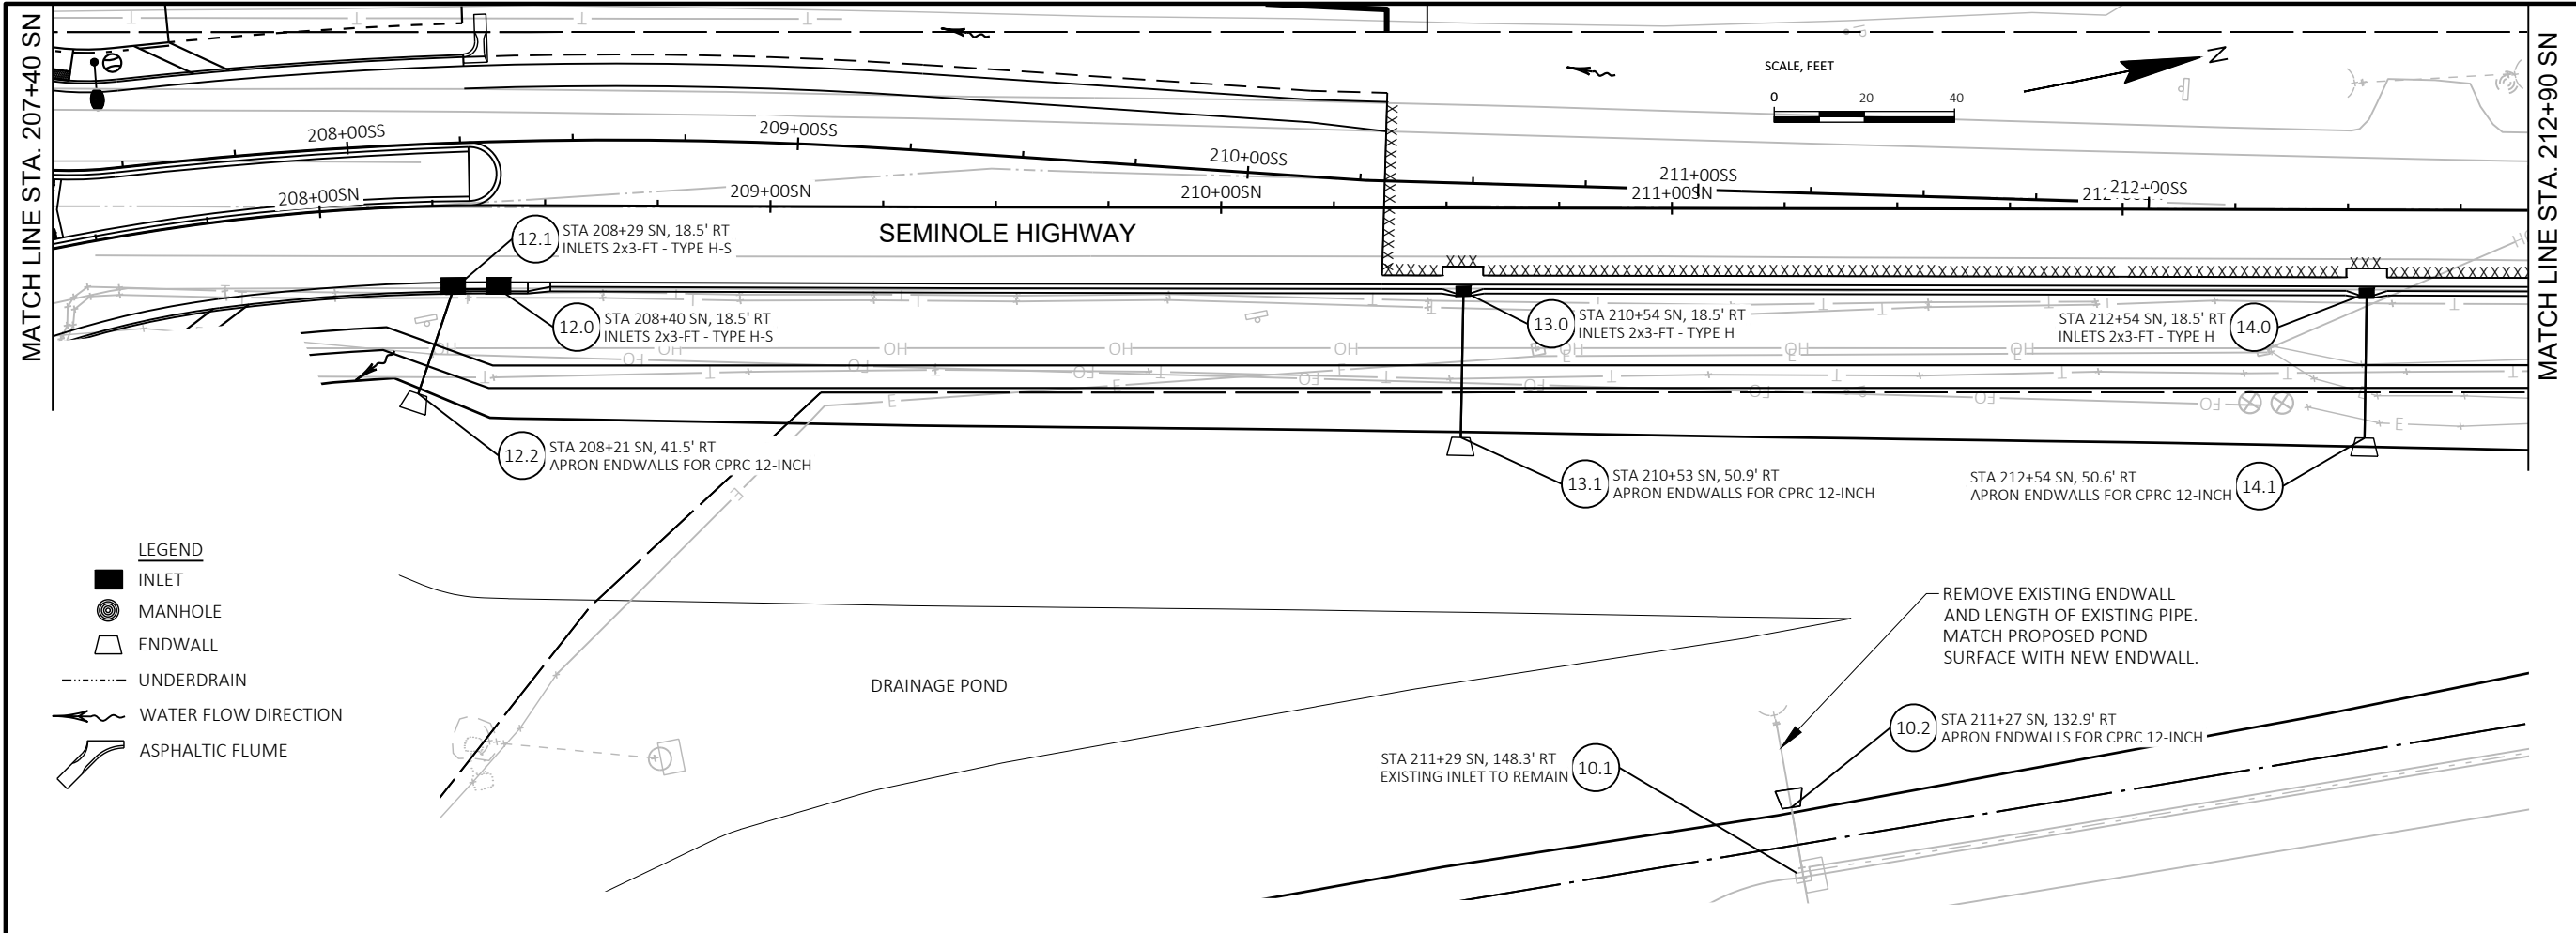 MATCH LINE STA. 207+40 SN
MATCH LINE STA. 212+90 SN
SCALE, FEET
0 20 40
N
208+00SS
209+00SS
210+00SS
211+00SS
212+00SS
208+00SN
209+00SN
210+00SN
211+00SN
SEMINOLE HIGHWAY
12.1
STA 208+29 SN, 18.5' RT
INLETS 2x3-FT - TYPE H-S
12.0
STA 208+40 SN, 18.5' RT
INLETS 2x3-FT - TYPE H-S
13.0
STA 210+54 SN, 18.5' RT
INLETS 2x3-FT - TYPE H
STA 212+54 SN, 18.5' RT
INLETS 2x3-FT - TYPE H
14.0
12.2
STA 208+21 SN, 41.5' RT
APRON ENDWALLS FOR CPRC 12-INCH
13.1
STA 210+53 SN, 50.9' RT
APRON ENDWALLS FOR CPRC 12-INCH
STA 212+54 SN, 50.6' RT
APRON ENDWALLS FOR CPRC 12-INCH
14.1
LEGEND
INLET
MANHOLE
ENDWALL
UNDERDRAIN
WATER FLOW DIRECTION
ASPHALTIC FLUME
DRAINAGE POND
REMOVE EXISTING ENDWALL
AND LENGTH OF EXISTING PIPE.
MATCH PROPOSED POND
SURFACE WITH NEW ENDWALL.
10.2
STA 211+27 SN, 132.9' RT
APRON ENDWALLS FOR CPRC 12-INCH
STA 211+29 SN, 148.3' RT
EXISTING INLET TO REMAIN
10.1